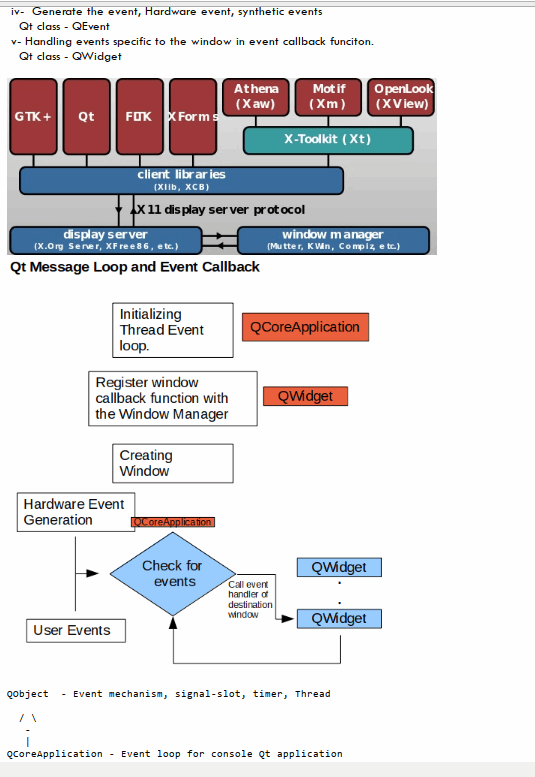 iv-  Generate the event, Hardware event, synthetic events
Qt class - QEvent
v- Handling events specific to the window in event callback funciton.
Qt class - QWidget
Athena
(Xaw)
Motif
(Xm)
OpenLook
(XView)
GTK+
Qt
FLTK
XForms
X-Toolkit (Xt)
client libraries
(Xlib, XCB)
X11 display server protocol
display server
(X.Org Server, XFree86, etc.)
window manager
(Mutter, KWin, Compiz, etc.)
Qt Message Loop and Event Callback
Initializing
Thread Event
loop.
QCoreApplication
Register window
callback function with
the Window Manager
QWidget
Creating
Window
Hardware Event
Generation
QCoreApplication
Check for
events
QWidget
.
.
Call event
handler of
destination
window
QWidget
User Events
QObject  - Event mechanism, signal-slot, timer, Thread
/ \
-
|
QCoreApplication - Event loop for console Qt application